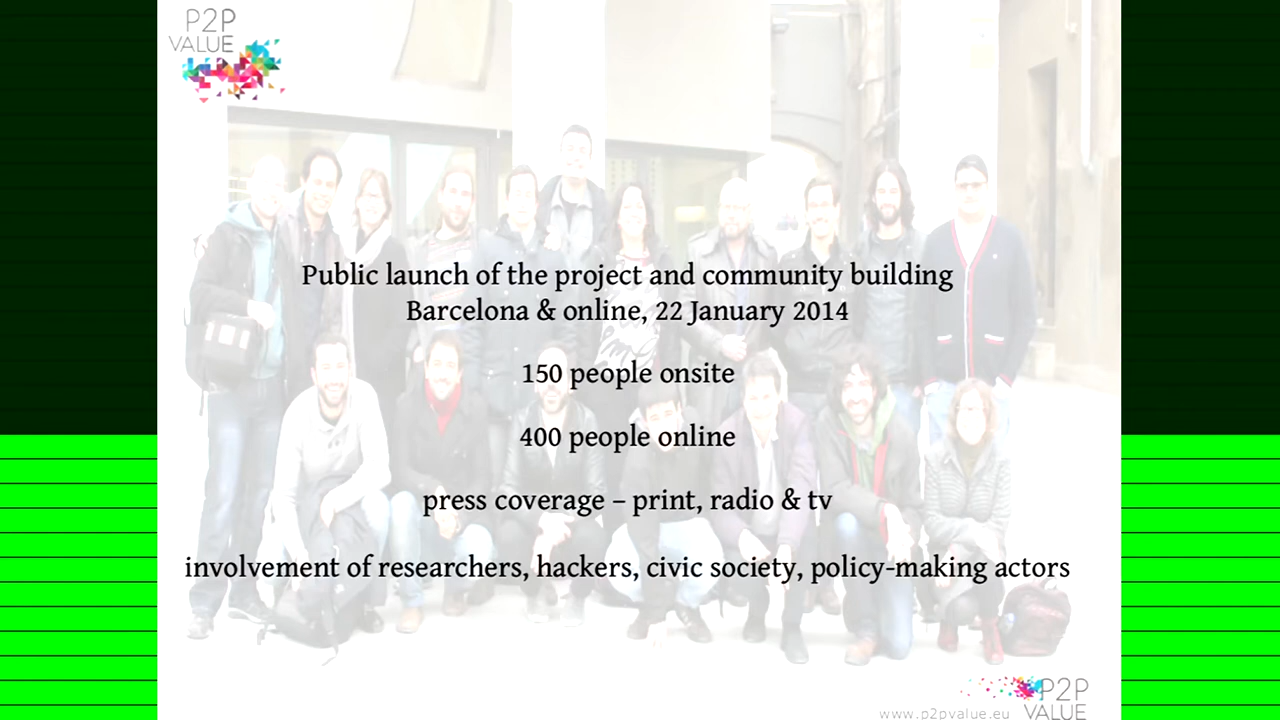 P2P
VALUE
Public launch of the project and community building
Barcelona & online, 22 January 2014
150 people onsite
400 people online
press coverage – print, radio & tv
involvement of researchers, hackers, civic society, policy-making actors
www.p2pvalue.eu
P2P
VALUE